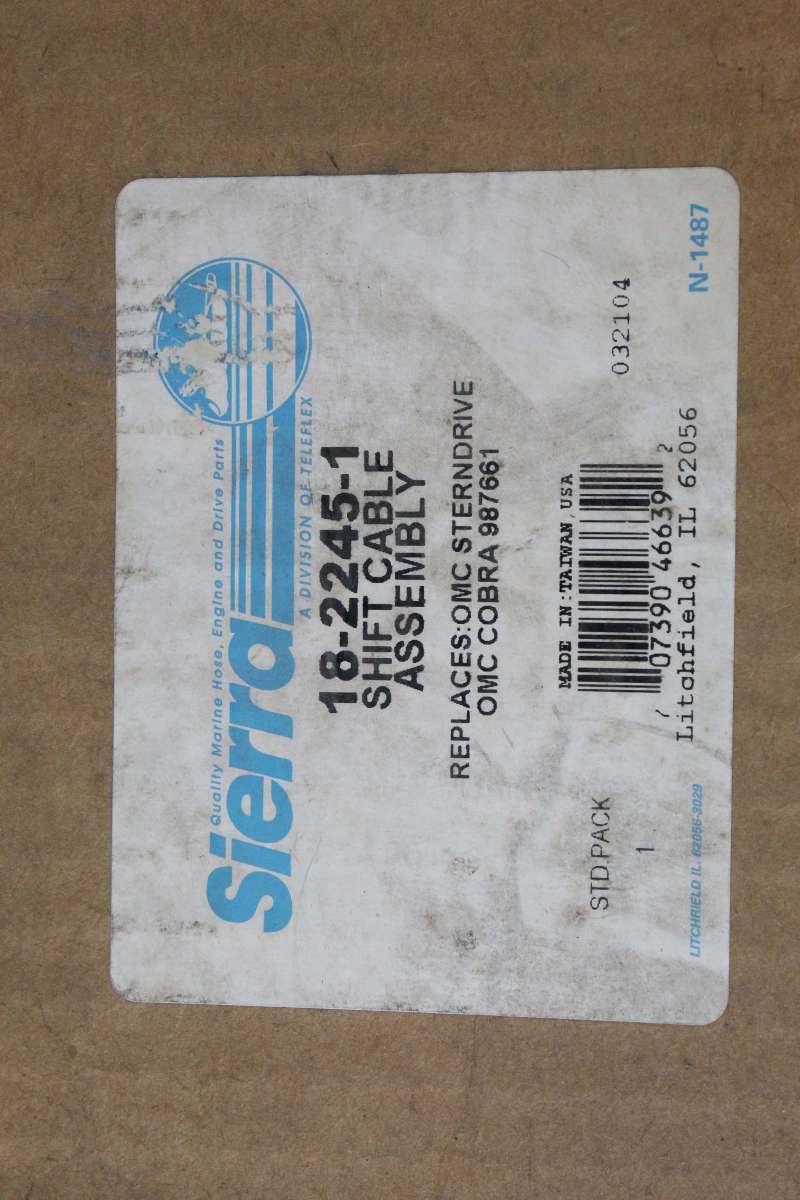 Quality Marine Hose, Engine and Drive Parts
Sierra
A DIVISION OF TELEFLEX
18-2245-1
SHIFT CABLE
ASSEMBLY
REPLACES:OMC STERNDRIVE
OMC COBRA 987661
MADE IN:TAIWAN,USA
STD.PACK
1
032104
7 07390 46639 2
Litchfield, IL 62056
LITCHRIELD IL. 62056-3029
N-1487